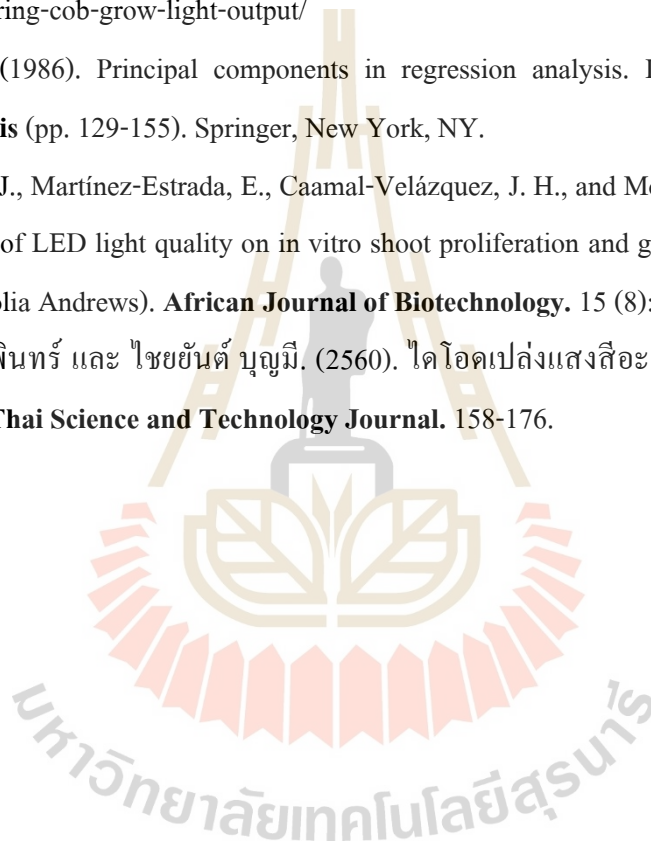 ring-cob-grow-light-output/
(1986). Principal components in regression analysis.
is (pp. 129-155). Springer, New York, NY.
J., Martínez-Estrada, E., Caamal-Velázquez, J. H., and
of LED light quality on in vitro shoot proliferation and
lia Andrews). African Journal of Biotechnology. 15 (8):
พินทร์ และ ไชยยันต์ บุญมี. (2560). ไดโอดเปล่งแสงสีอะ
Thai Science and Technology Journal. 158-176.
มหาวิทยาลัยเทคโนโลยีสุรนารี